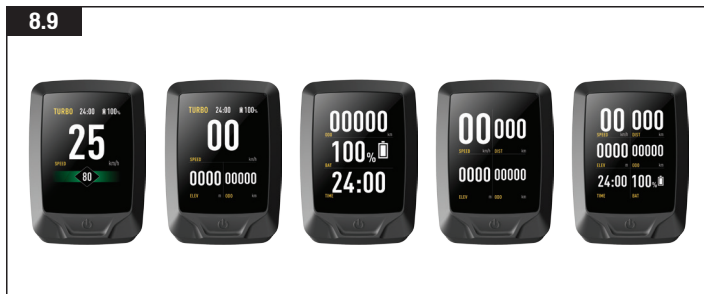 8.9
TURBO 24:00 100%
25
SPEED km/h
80
TURBO 24:00 100%
00
SPEED km/h
0000 00000
ELEV m ODO km
00000
ODO km
100%
BAT
24:00
TIME
00 000
SPEED km/h DIST km
0000 00000
ELEV m ODO km
00 000
SPEED km/h DIST km
0000 00000
ELEV m ODO km
24:00 100%
TIME BAT